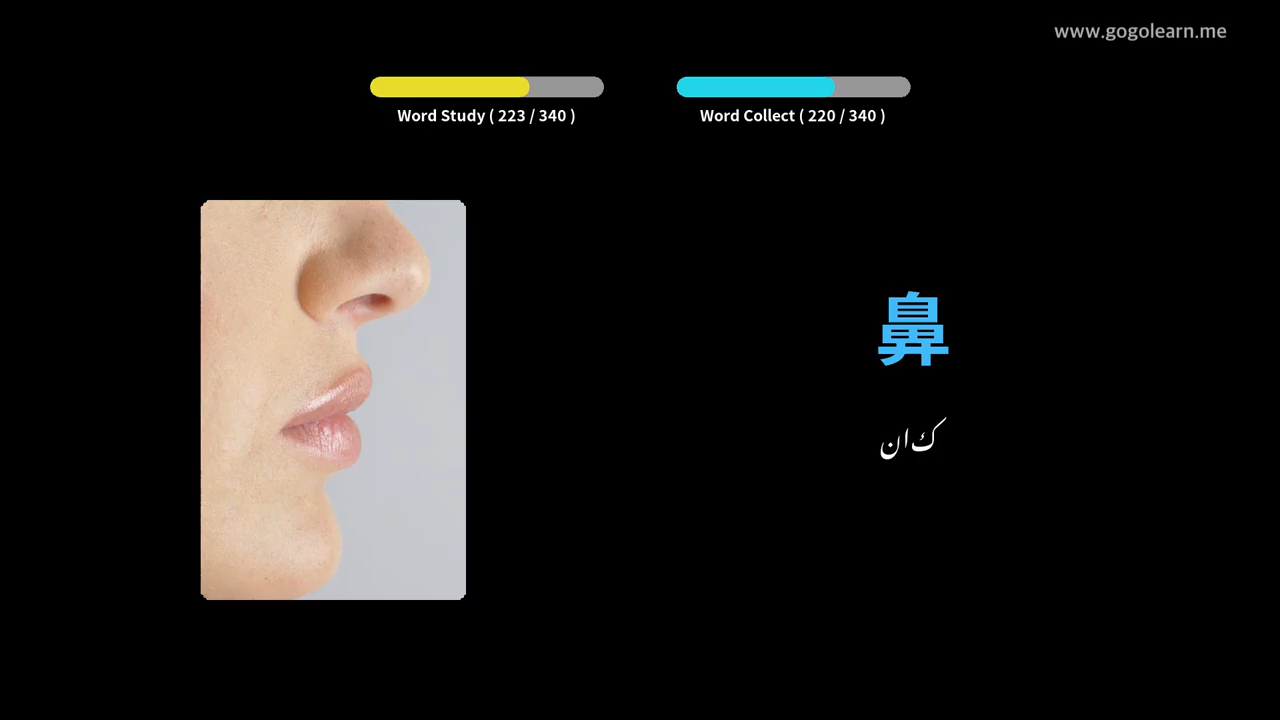 www.gogolearn.me
Word Study ( 223 / 340 )
Word Collect ( 220 / 340 )
鼻
ڪ ان